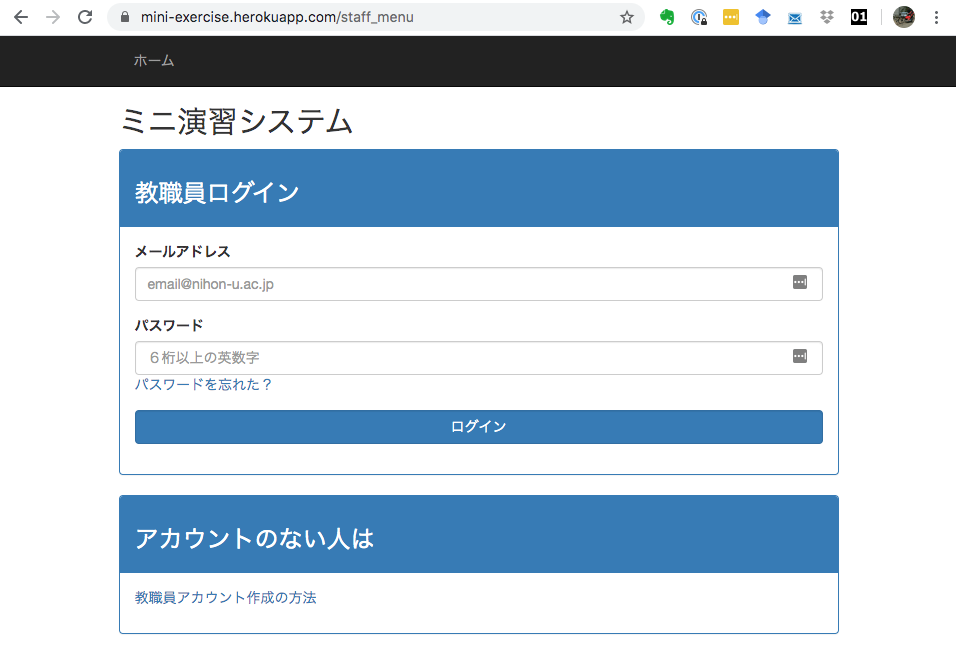 mini-exercise.herokuapp.com/staff_menu
01
ホーム
ミニ演習システム
教職員ログイン
メールアドレス
email@nihon-u.ac.jp
パスワード
６桁以上の英数字
パスワードを忘れた？
ログイン
アカウントのない人は
教職員アカウント作成の方法